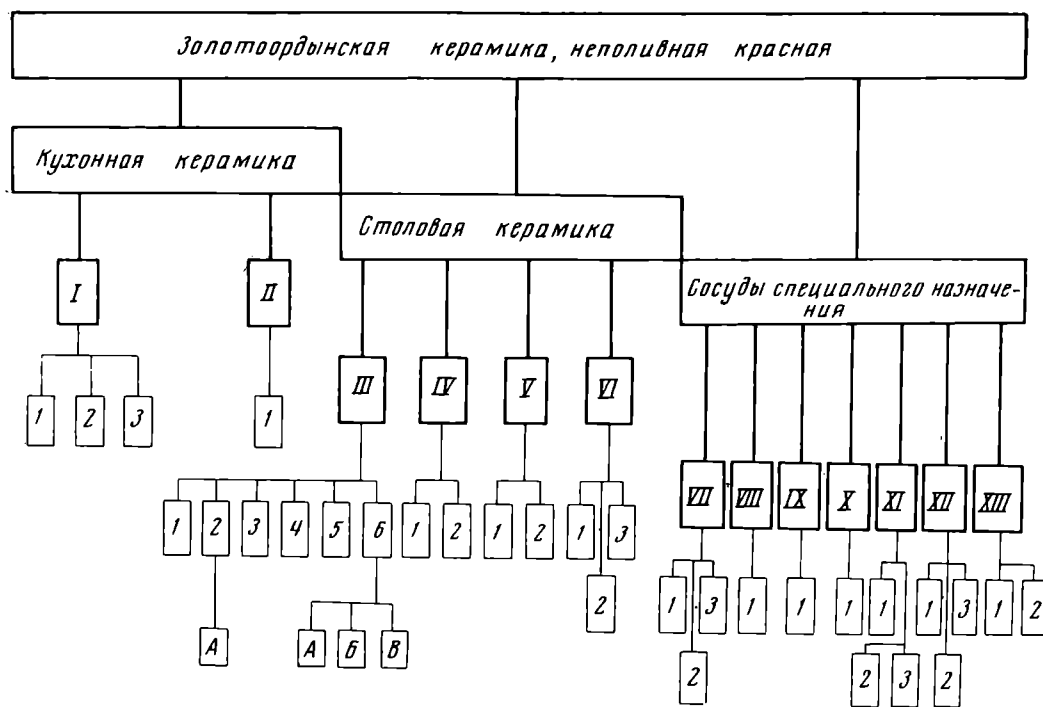 Золотоордынская керамика, неполивная красная
Кухонная керамика
Столовая керамика
Сосуды специального назначе-
ния
I II
III IV V VI
1 2 3 1
VII VIII IX X XI XII XIII
1 2 3 4 5 6 1 2 1 2 1 3
2
1 3 1 1 1 1 1 3 1 2
А А Б В
2 2 3 2